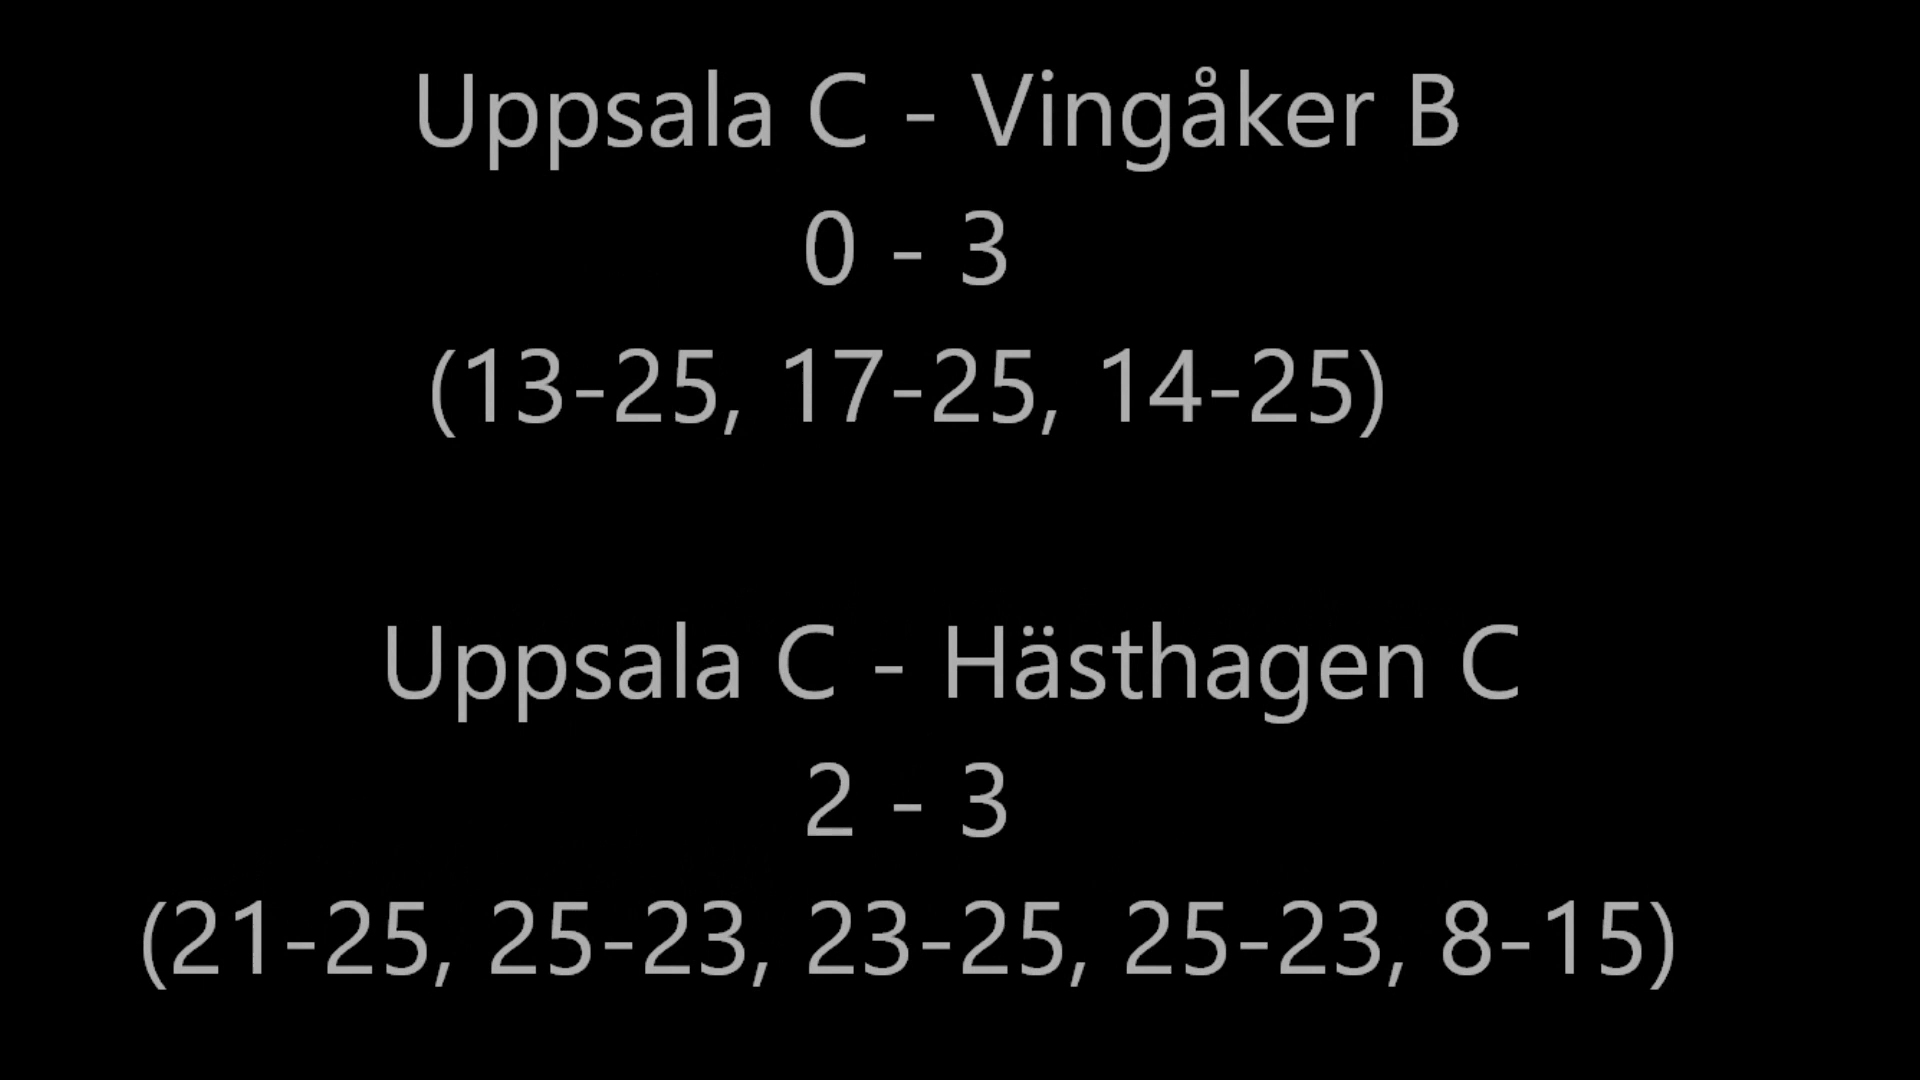 Uppsala C - Vingåker B
0 - 3
(13-25, 17-25, 14-25)
Uppsala C - Hästhagen C
2 - 3
(21-25, 25-23, 23-25, 25-23, 8-15)